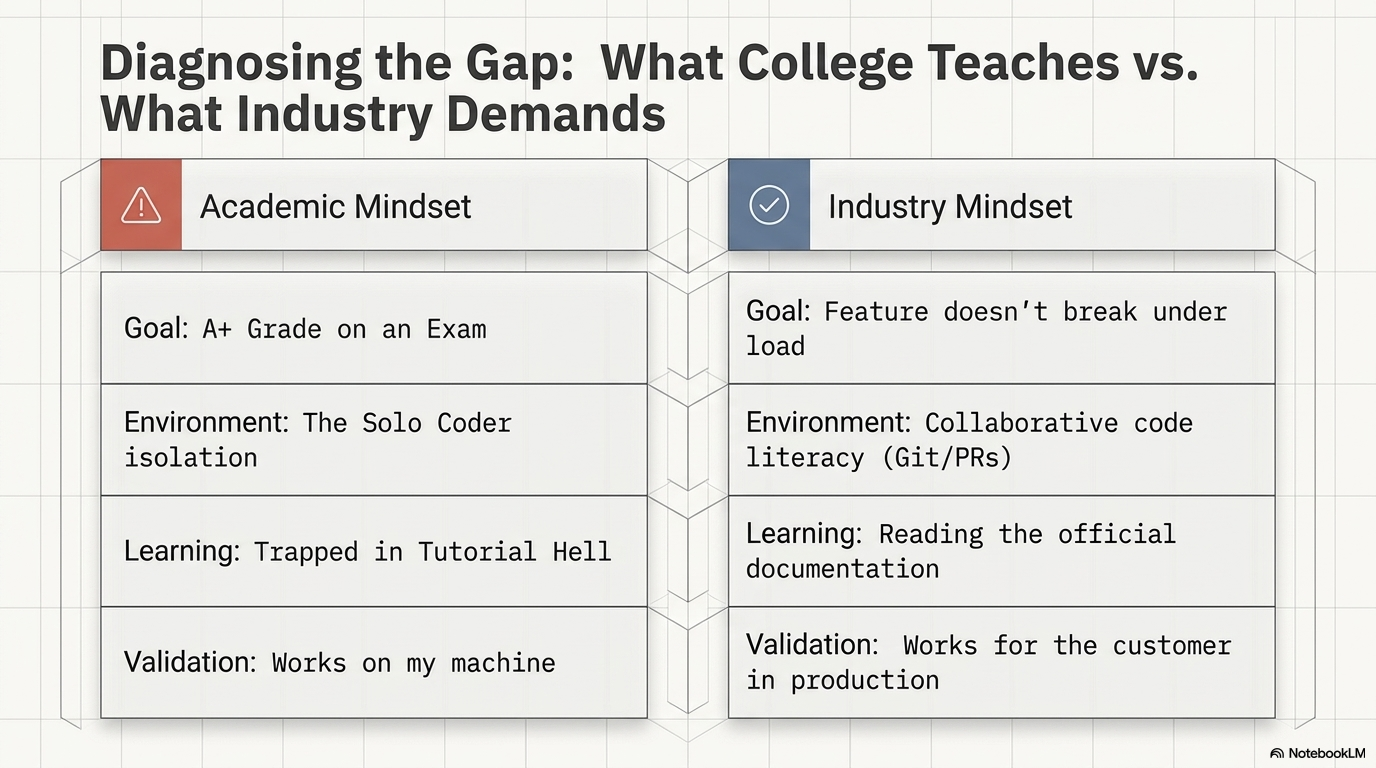 Diagnosing the Gap: What College Teaches vs.
What Industry Demands
Academic Mindset
Goal: A+ Grade on an Exam
Environment: The Solo Coder
isolation
Learning: Trapped in Tutorial Hell
Validation: Works on my machine
Industry Mindset
Goal: Feature doesn't break under
load
Environment: Collaborative code
literacy (Git/PRs)
Learning: Reading the official
documentation
Validation: Works for the customer
in production
NotebookLM